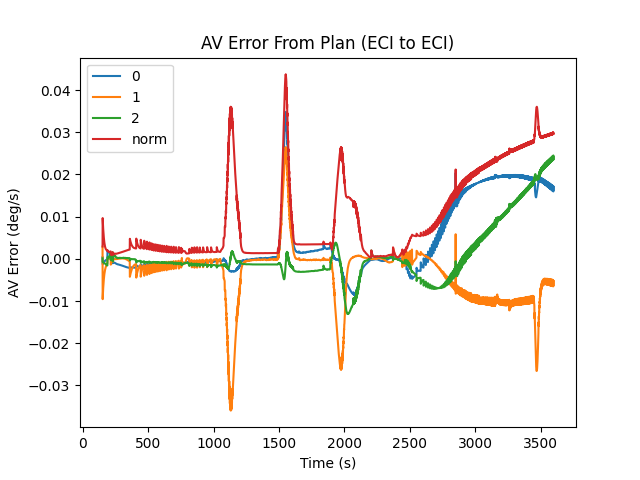 AV Error From Plan (ECI to ECI)
AV Error (deg/s)
0.04
0.03
0.02
0.01
0.00
−0.01
−0.02
−0.03
0
1
2
norm
0 500 1000 1500 2000 2500 3000 3500
Time (s)